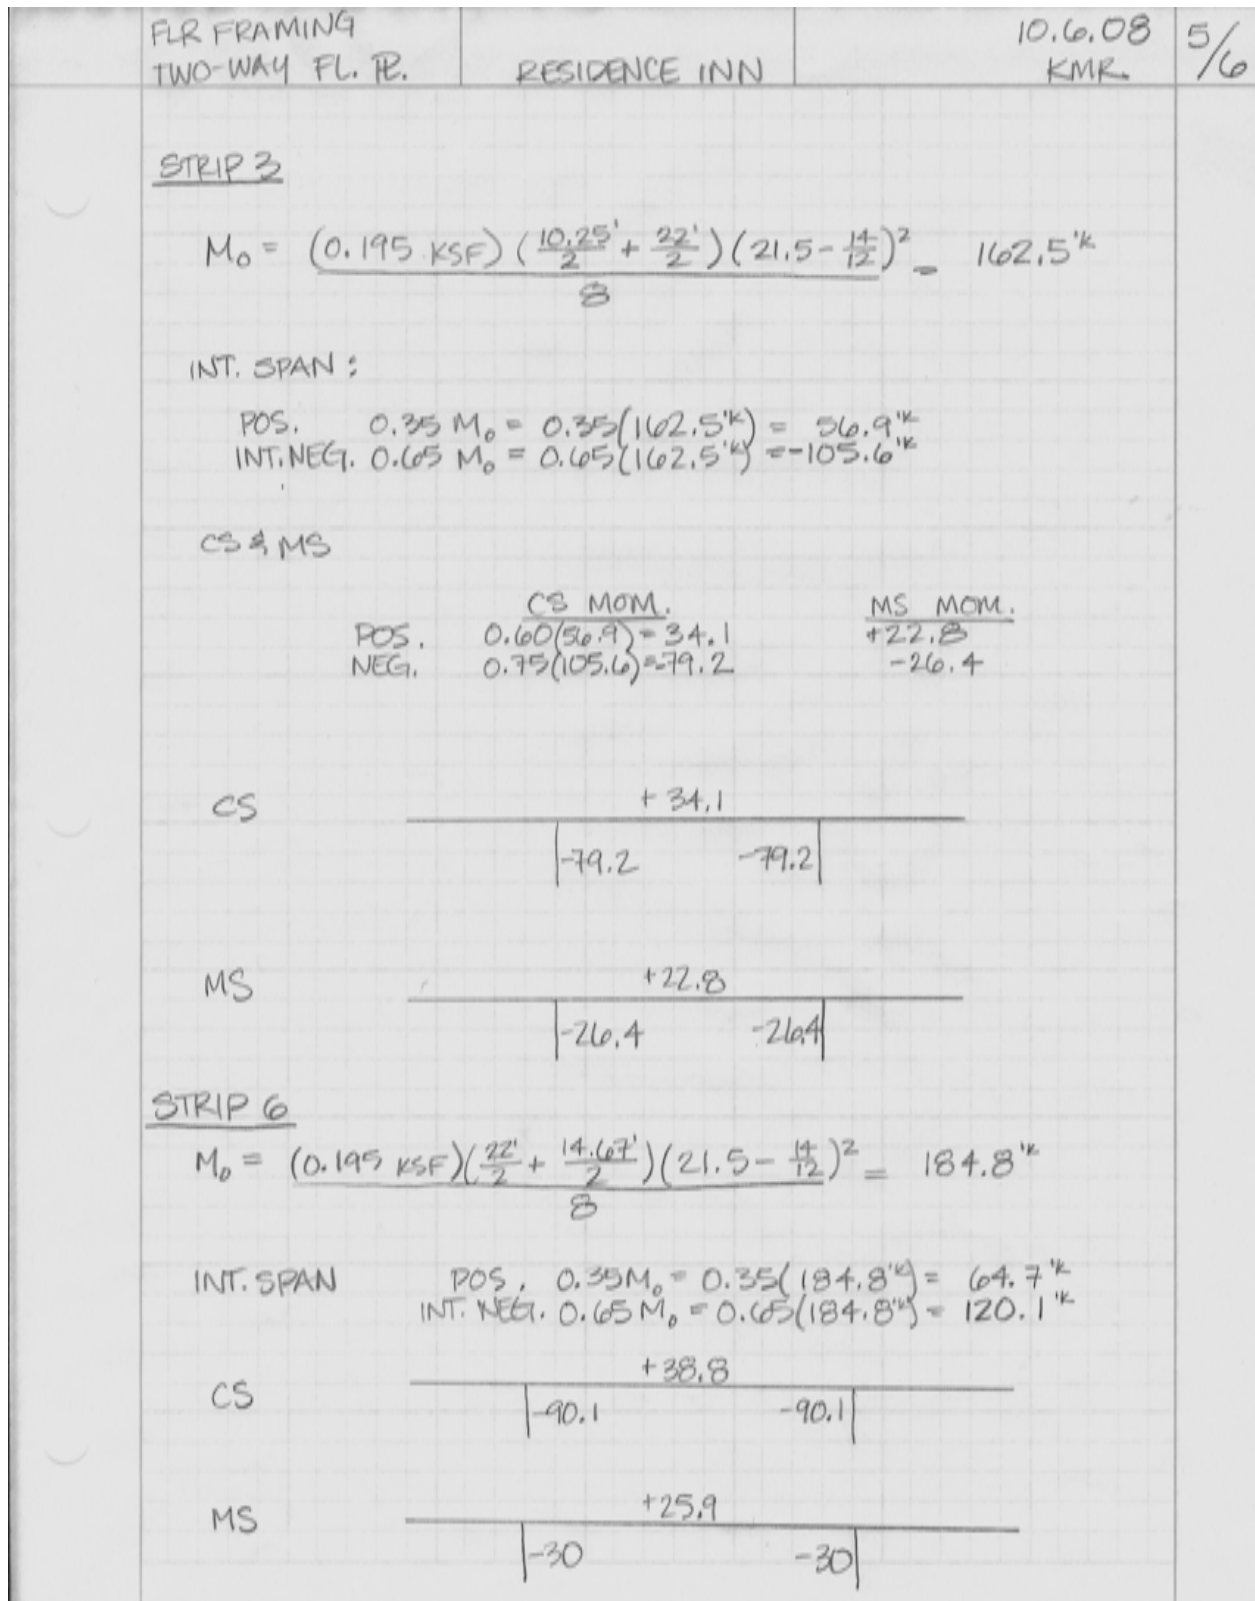 FLR FRAMING
TWO-WAY FL. PL.
RESIDENCE INN
10.6.08
KMR.
5/6
STRIP 3
M₀ = (0.195 KSF)(10.25'/2 + 22'/2)(21.5 - 14/12)² / 8 = 162.5'ᵏ
INT. SPAN :
POS. 0.35 M₀ = 0.35(162.5'ᵏ) = 56.9'ᵏ
INT. NEG. 0.65 M₀ = 0.65(162.5'ᵏ) = -105.6'ᵏ
CS & MS
CS MOM. MS MOM.
POS. 0.60(56.9) = 34.1 +22.8
NEG. 0.75(105.6) = -79.2 -26.4
+34.1
CS
-79.2 -79.2
+22.8
MS
-26.4 -26.4
STRIP 6
M₀ = (0.195 KSF)(22'/2 + 14.67'/2)(21.5 - 14/12)² / 8 = 184.8'ᵏ
INT. SPAN POS. 0.35M₀ = 0.35(184.8'ᵏ) = 64.7'ᵏ
INT. NEG. 0.65 M₀ = 0.65(184.8'ᵏ) = 120.1'ᵏ
+38.8
CS
-90.1 -90.1
+25.9
MS
-30 -30